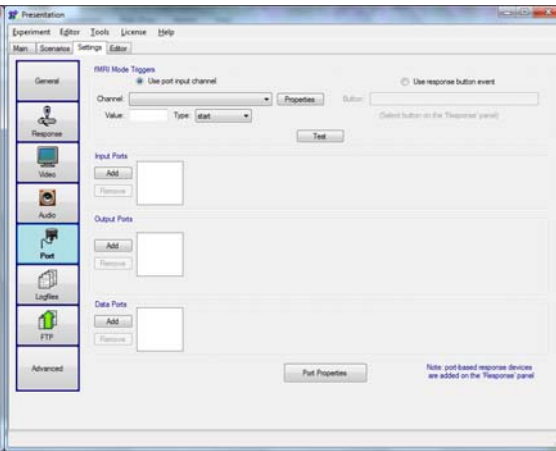 Presentation
Experiment Editor Tools License Help
Main Scenarios Settings Editor
General
Response
Video
Audio
Port
Logfiles
FTP
Advanced
fMRI Mode Triggers
Use port input channel
Use response button event
Channel: Properties Button:
Value: Type: start (Select button on the 'Response' panel)
Test
Input Ports
Add
Remove
Output Ports
Add
Remove
Data Ports
Add
Remove
Port Properties
Note: port-based response devices
are added on the 'Response' panel